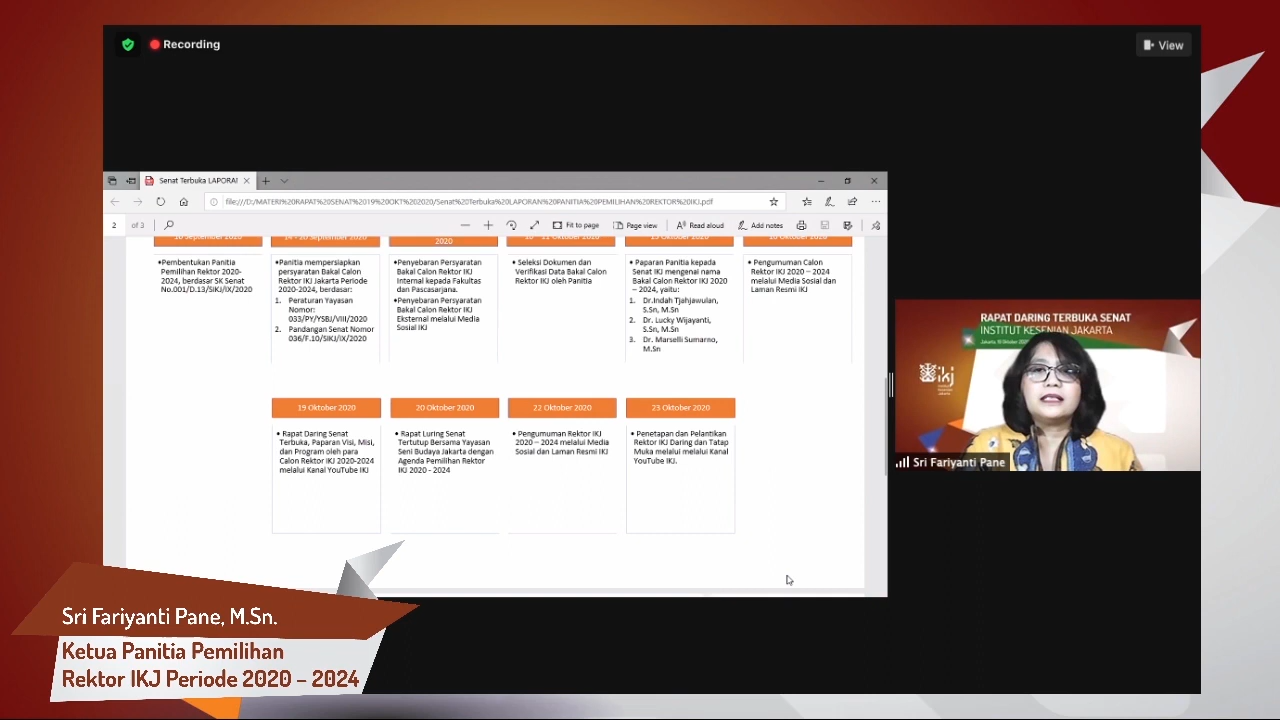 Recording
View
Senat Terbuka LAPORAI
file:///D:/MATERI%20RAPAT%20SENAT%2019%20OKT%202020/Senat%20Terbuka%20LAPORAN%20PANITIA%20PEMILIHAN%20REKTOR%20IKJ.pdf
2 of 3
Fit to page
Page view
Read aloud
Add notes
2020
•Pembentukan Panitia
Pemilihan Rektor 2020-
2024, berdasar SK Senat
No.001/D.13/SIKJ/IX/2020
•Panitia mempersiapkan
persyaratan Bakal Calon
Rektor IKJ Jakarta Periode
2020-2024, berdasar:
1. Peraturan Yayasan
Nomor:
033/PY/YSBJ/VIII/2020
2. Pandangan Senat Nomor
036/F.10/SIKJ/IX/2020
•Penyebaran Persyaratan
Bakal Calon Rektor IKJ
Internal kepada Fakultas
dan Pascasarjana.
•Penyebaran Persyaratan
Bakal Calon Rektor IKJ
Eksternal melalui Media
Sosial IKJ
• Seleksi Dokumen dan
Verifikasi Data Bakal Calon
Rektor IKJ oleh Panitia
• Paparan Panitia kepada
Senat IKJ mengenai nama
Bakal Calon Rektor IKJ 2020
– 2024, yaitu:
1. Dr.Indah Tjahjawulan,
S.Sn, M.Sn
2. Dr. Lucky Wijayanti,
S.Sn, M.Sn
3. Dr. Marselli Sumarno,
M.Sn
• Pengumuman Calon
Rektor IKJ 2020 – 2024
melalui Media Sosial dan
Laman Resmi IKJ
19 Oktober 2020
• Rapat Daring Senat
Terbuka, Paparan Visi, Misi,
dan Program oleh para
Calon Rektor IKJ 2020-2024
melalui Kanal YouTube IKJ
20 Oktober 2020
• Rapat Luring Senat
Tertutup Bersama Yayasan
Seni Budaya Jakarta dengan
Agenda Pemilihan Rektor
IKJ 2020 - 2024
22 Oktober 2020
• Pengumuman Rektor IKJ
2020 – 2024 melalui Media
Sosial dan Laman Resmi IKJ
23 Oktober 2020
• Penetapan dan Pelantikan
Rektor IKJ Daring dan Tatap
Muka melalui melalui Kanal
YouTube IKJ.
RAPAT DARING TERBUKA SENAT
INSTITUT KESENIAN JAKARTA
ikj
Sri Fariyanti Pane
Sri Fariyanti Pane, M.Sn.
Ketua Panitia Pemilihan
Rektor IKJ Periode 2020 – 2024